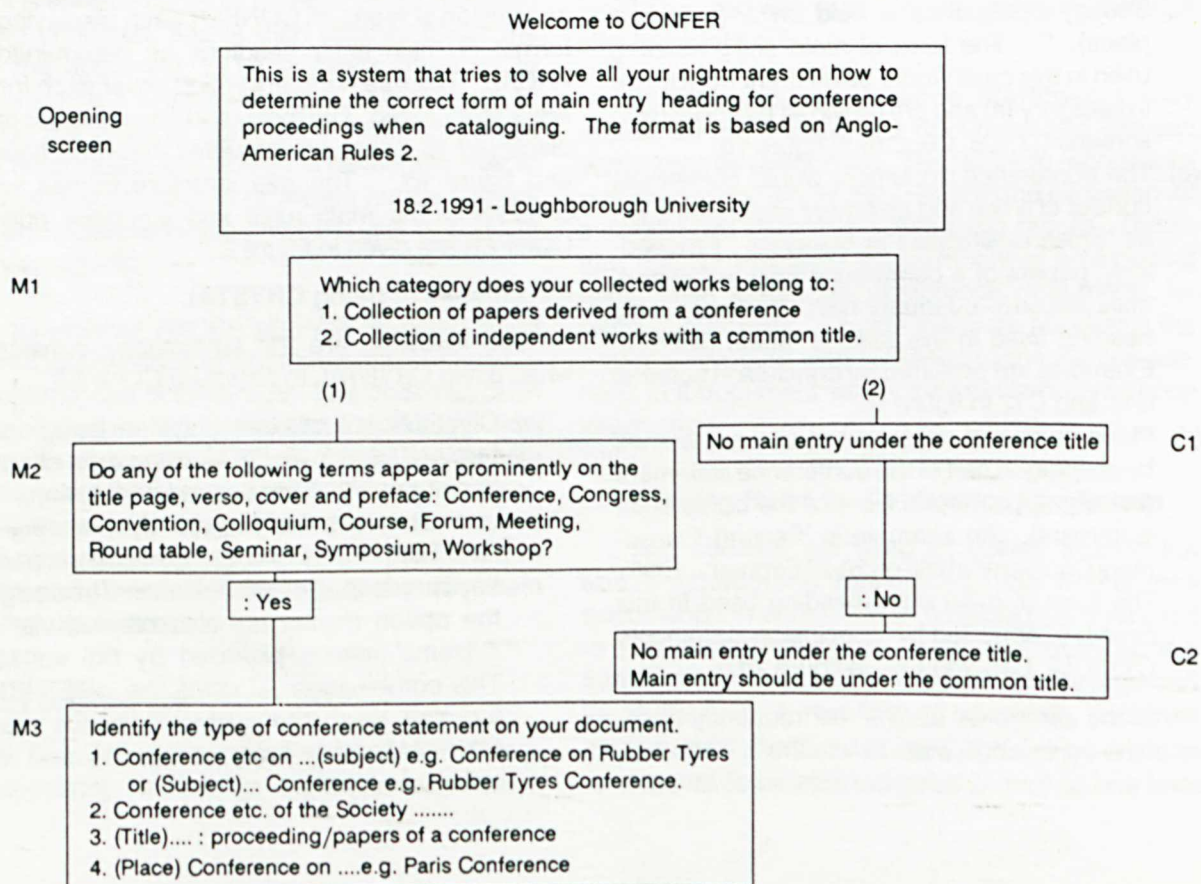 Welcome to CONFER
This is a system that tries to solve all your nightmares on how to
determine the correct form of main entry heading for conference
proceedings when cataloguing. The format is based on Anglo-
American Rules 2.
18.2.1991 - Loughborough University
Opening
screen
M1
Which category does your collected works belong to:
1. Collection of papers derived from a conference
2. Collection of independent works with a common title.
(1)
(2)
No main entry under the conference title
C1
M2
Do any of the following terms appear prominently on the
title page, verso, cover and preface: Conference, Congress,
Convention, Colloquium, Course, Forum, Meeting,
Round table, Seminar, Symposium, Workshop?
: Yes
: No
No main entry under the conference title.
Main entry should be under the common title.
C2
M3
Identify the type of conference statement on your document
1. Conference etc on ...(subject) e.g. Conference on Rubber Tyres
or (Subject)... Conference e.g. Rubber Tyres Conference.
2. Conference etc. of the Society .......
3. (Title).... : proceeding/papers of a conference
4. (Place) Conference on ....e.g. Paris Conference